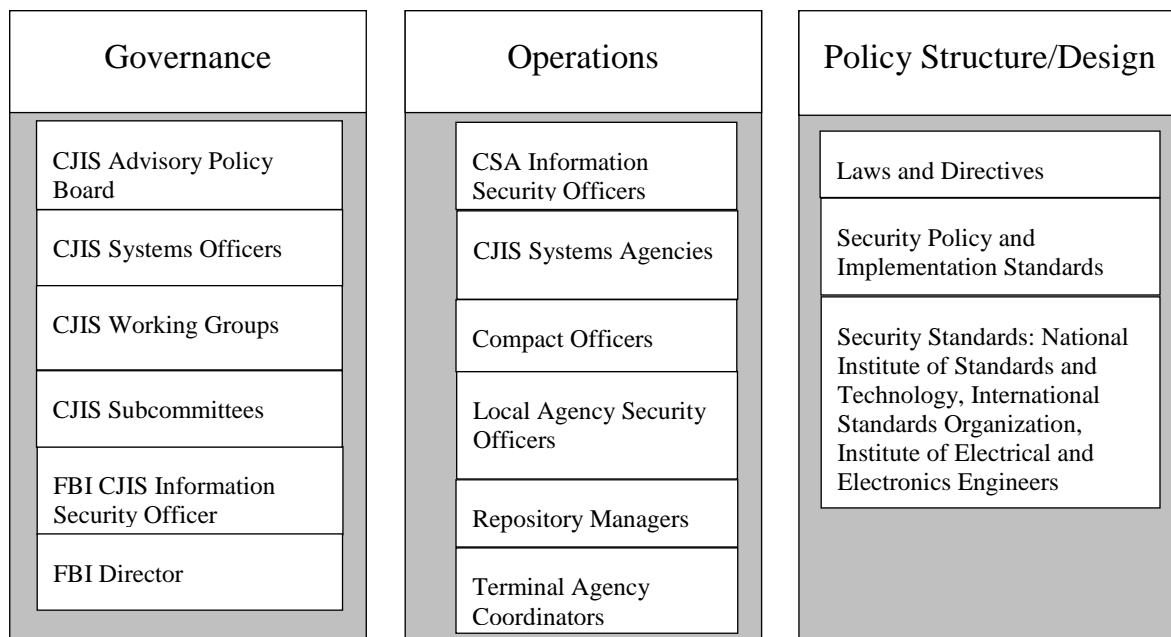 Governance
CJIS Advisory Policy
Board
CJIS Systems Officers
CJIS Working Groups
CJIS Subcommittees
FBI CJIS Information
Security Officer
FBI Director
Operations
CSA Information
Security Officers
CJIS Systems Agencies
Compact Officers
Local Agency Security
Officers
Repository Managers
Terminal Agency
Coordinators
Policy Structure/Design
Laws and Directives
Security Policy and
Implementation Standards
Security Standards: National
Institute of Standards and
Technology, International
Standards Organization,
Institute of Electrical and
Electronics Engineers